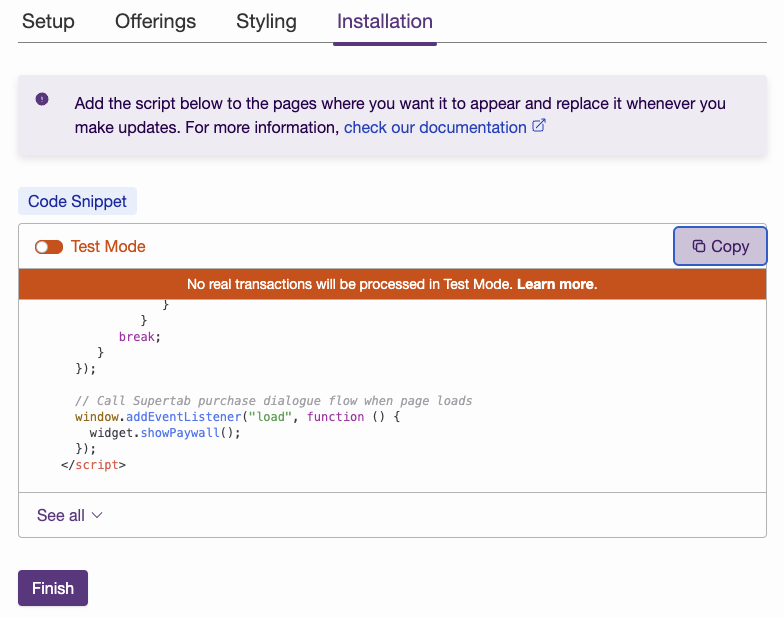 Setup Offerings Styling Installation
Add the script below to the pages where you want it to appear and replace it whenever you
make updates. For more information, check our documentation
Code Snippet
Test Mode Copy
No real transactions will be processed in Test Mode. Learn more.
}
}
break;
}
});
// Call Supertab purchase dialogue flow when page loads
window.addEventListener("load", function () {
widget.showPaywall();
});
</script>
See all
Finish